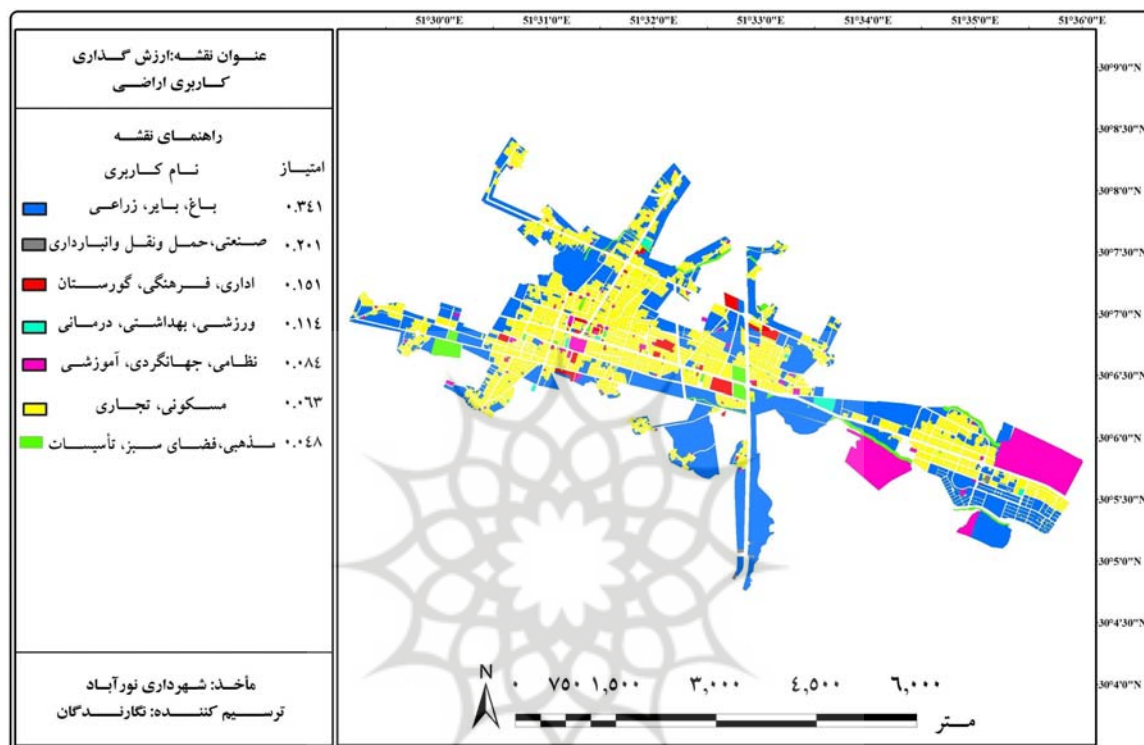 51°30'0"E 51°31'0"E 51°32'0"E 51°33'0"E 51°34'0"E 51°35'0"E 51°36'0"E
عنوان نقشه:ارزش گذاری
کاربری اراضی
راهنمای نقشه
نام کاربری امتیاز
باغ، بایر، زراعی ۰.۳٤۱
صنعتی،حمل ونقل وانبارداری ۰.۲۰۱
اداری، فرهنگی، گورستان ۰.۱۵۱
ورزشی، بهداشتی، درمانی ۰.۱۱٤
نظامی، جهانگردی، آموزشی ۰.۰۸٤
مسکونی، تجاری ۰.۰۶۳
مذهبی،فضای سبز، تأسیسات ۰.۰٤۸
مأخذ: شهرداری نورآباد
ترسیم کننده: نگارندگان
30°9'0"N
30°8'30"N
30°8'0"N
30°7'30"N
30°7'0"N
30°6'30"N
30°6'0"N
30°5'30"N
30°5'0"N
30°4'30"N
30°4'0"N
N
۰ ۷۵۰ ۱,۵۰۰ ۳,۰۰۰ ٤,۵۰۰ ۶,۰۰۰
متر